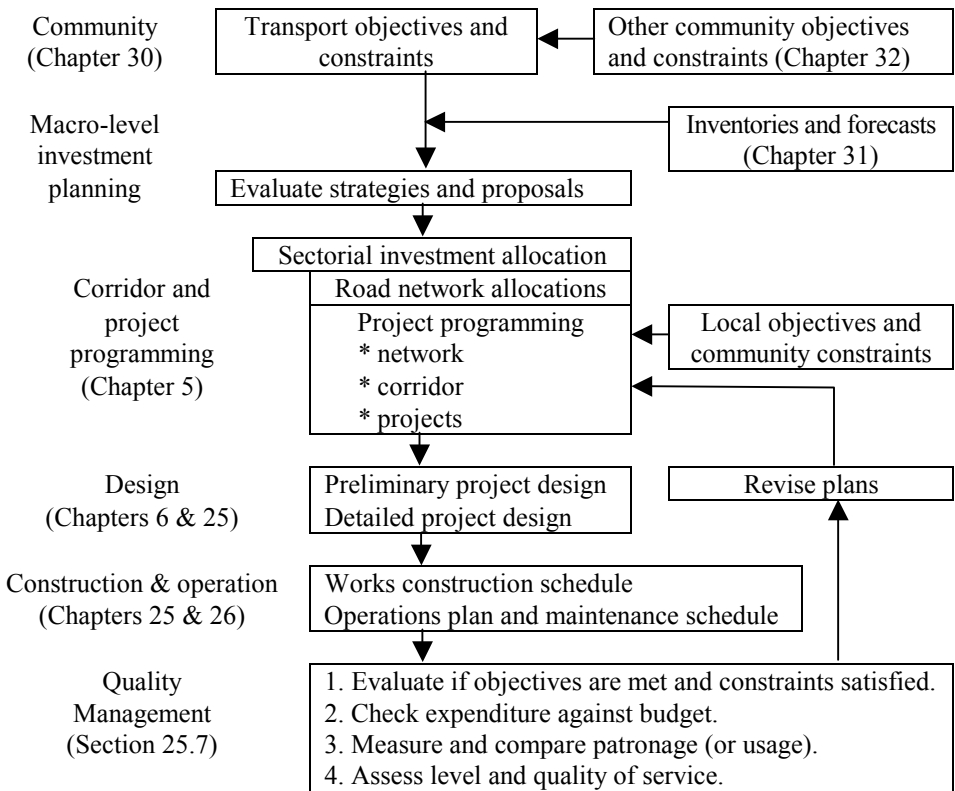 Community
(Chapter 30)
Transport objectives and
constraints
Other community objectives
and constraints (Chapter 32)
Macro-level
investment
planning
Inventories and forecasts
(Chapter 31)
Evaluate strategies and proposals
Sectorial investment allocation
Road network allocations
Corridor and
project
programming
(Chapter 5)
Project programming
* network
* corridor
* projects
Local objectives and
community constraints
Design
(Chapters 6 & 25)
Preliminary project design
Detailed project design
Revise plans
Construction & operation
(Chapters 25 & 26)
Works construction schedule
Operations plan and maintenance schedule
Quality
Management
(Section 25.7)
1. Evaluate if objectives are met and constraints satisfied.
2. Check expenditure against budget.
3. Measure and compare patronage (or usage).
4. Assess level and quality of service.